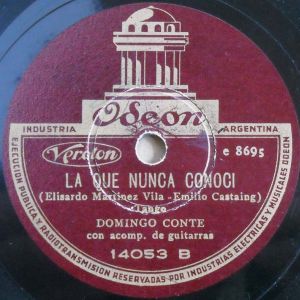 Odeon
INDUSTRIA ARGENTINA
Veroton e 8695
LA QUE NUNCA CONOCI
(Elisardo Martinez Vila - Emilio Castaing)
Tango
DOMINGO CONTE
con acomp. de guitarras
14053 B
EJECUCION PUBLICA Y RADIOTRANSMISION RESERVADAS POR INDUSTRIAS ELECTRICAS Y MUSICALES ODEON